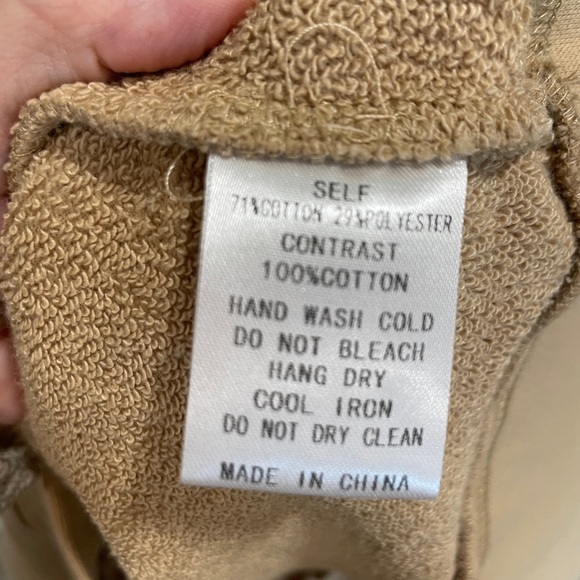 SELF
71%COTTON 29%POLYESTER
CONTRAST
100%COTTON
HAND WASH COLD
DO NOT BLEACH
HANG DRY
COOL IRON
DO NOT DRY CLEAN
MADE IN CHINA